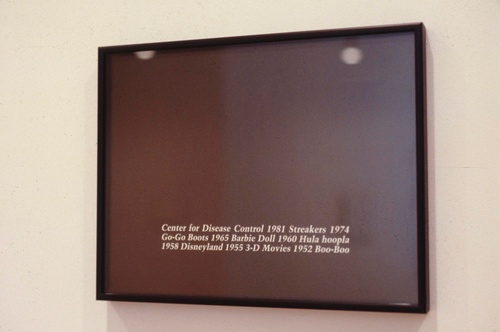 Center for Disease Control 1981 Streakers 1974
Go-Go Boots 1965 Barbie Doll 1960 Hula hoopla
1958 Disneyland 1955 3-D Movies 1952 Boo-Boo